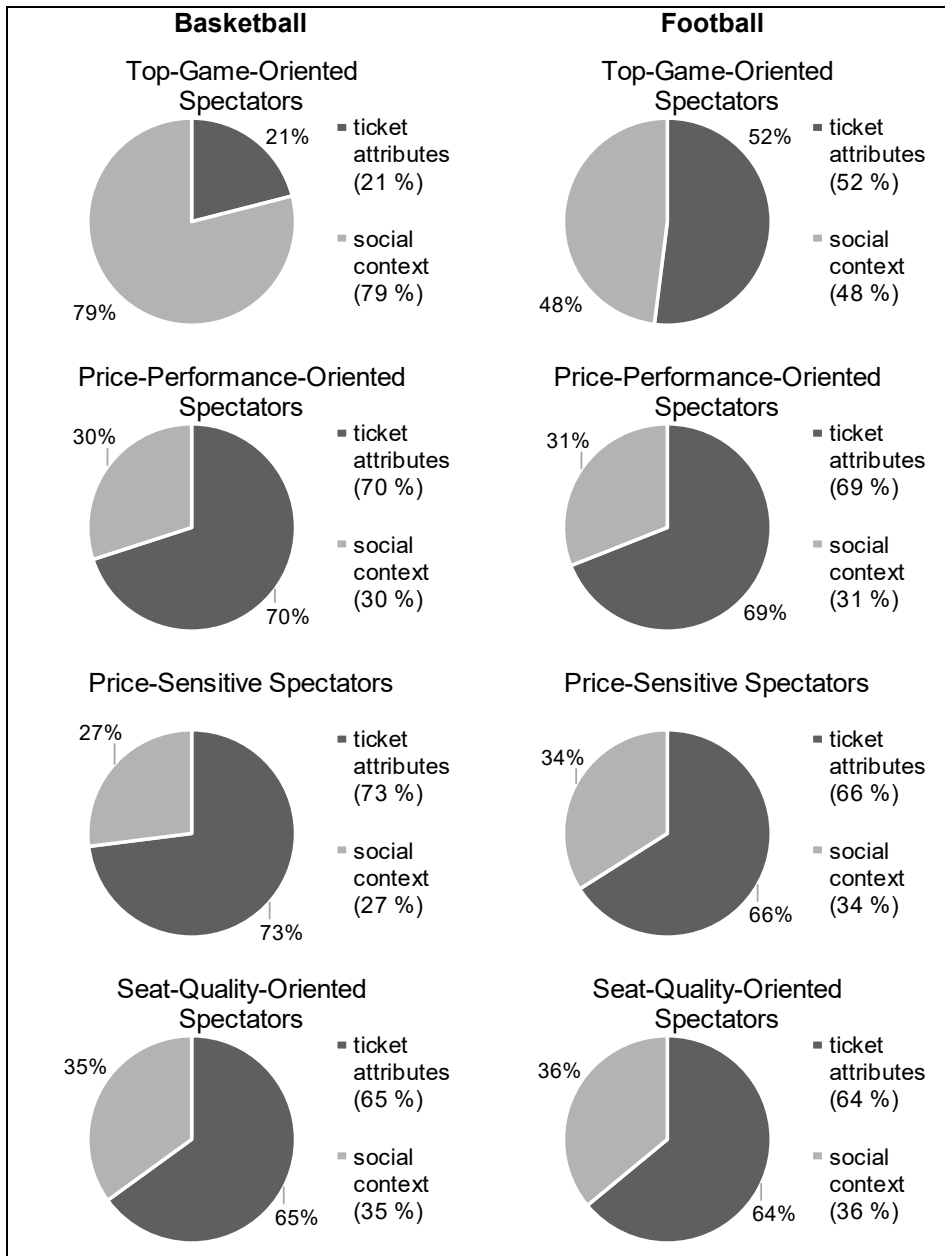 Basketball
Football
Top-Game-Oriented
Spectators
21%
79%
ticket
attributes
(21 %)
social
context
(79 %)
Top-Game-Oriented
Spectators
52%
48%
ticket
attributes
(52 %)
social
context
(48 %)
Price-Performance-Oriented
Spectators
30%
70%
ticket
attributes
(70 %)
social
context
(30 %)
Price-Performance-Oriented
Spectators
31%
69%
ticket
attributes
(69 %)
social
context
(31 %)
Price-Sensitive Spectators
27%
73%
ticket
attributes
(73 %)
social
context
(27 %)
Price-Sensitive Spectators
34%
66%
ticket
attributes
(66 %)
social
context
(34 %)
Seat-Quality-Oriented
Spectators
35%
65%
ticket
attributes
(65 %)
social
context
(35 %)
Seat-Quality-Oriented
Spectators
36%
64%
ticket
attributes
(64 %)
social
context
(36 %)